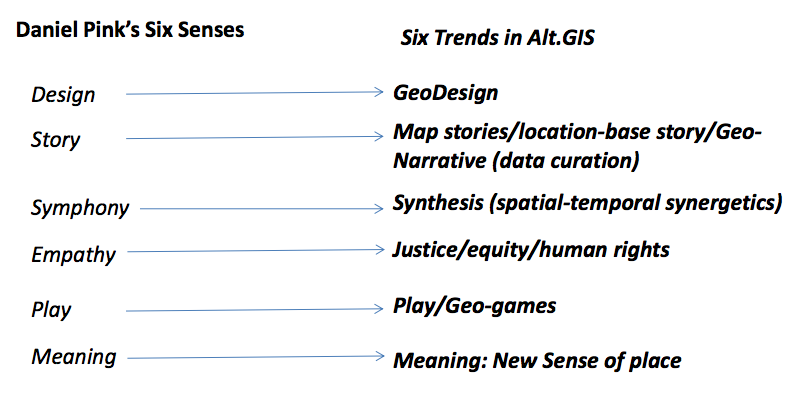 Daniel Pink's Six Senses
Six Trends in Alt.GIS
Design
GeoDesign
Story
Map stories/location-base story/Geo-
Narrative (data curation)
Symphony
Synthesis (spatial-temporal synergetics)
Empathy
Justice/equity/human rights
Play
Play/Geo-games
Meaning
Meaning: New Sense of place